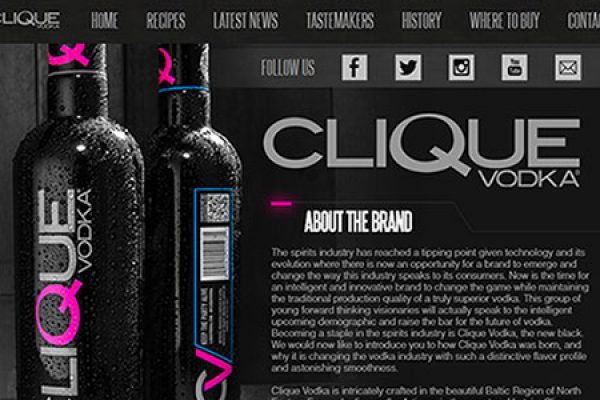 CLIQUE
VODKA
HOME RECIPES LATEST NEWS TASTEMAKERS HISTORY WHERE TO BUY CONTA
FOLLOW US
You
Tube
CLIQUE
VODKA
KEEP THE PARTY ALIVE
CLIQUE
VODKA
ABOUT THE BRAND
The spirits industry has reached a tipping point given technology and its
evolution where there is now an opportunity for a brand to emerge and
change the way this industry speaks to its consumers. Now is the time for
an intelligent and innovative brand to change the game while maintaining
the traditional production quality of a truly superior vodka. This group of
young forward thinking visionaries will actually speak to the intelligent
upcoming demographic and raise the bar for the future of vodka.
Becoming a staple in the spirits industry is Clique Vodka, the new black.
We would now like to introduce you to how Clique Vodka was born, and
why it is changing the vodka industry with such a distinctive flavor profile
and astonishing smoothness.
Clique Vodka is intricately crafted in the beautiful Baltic Region of North